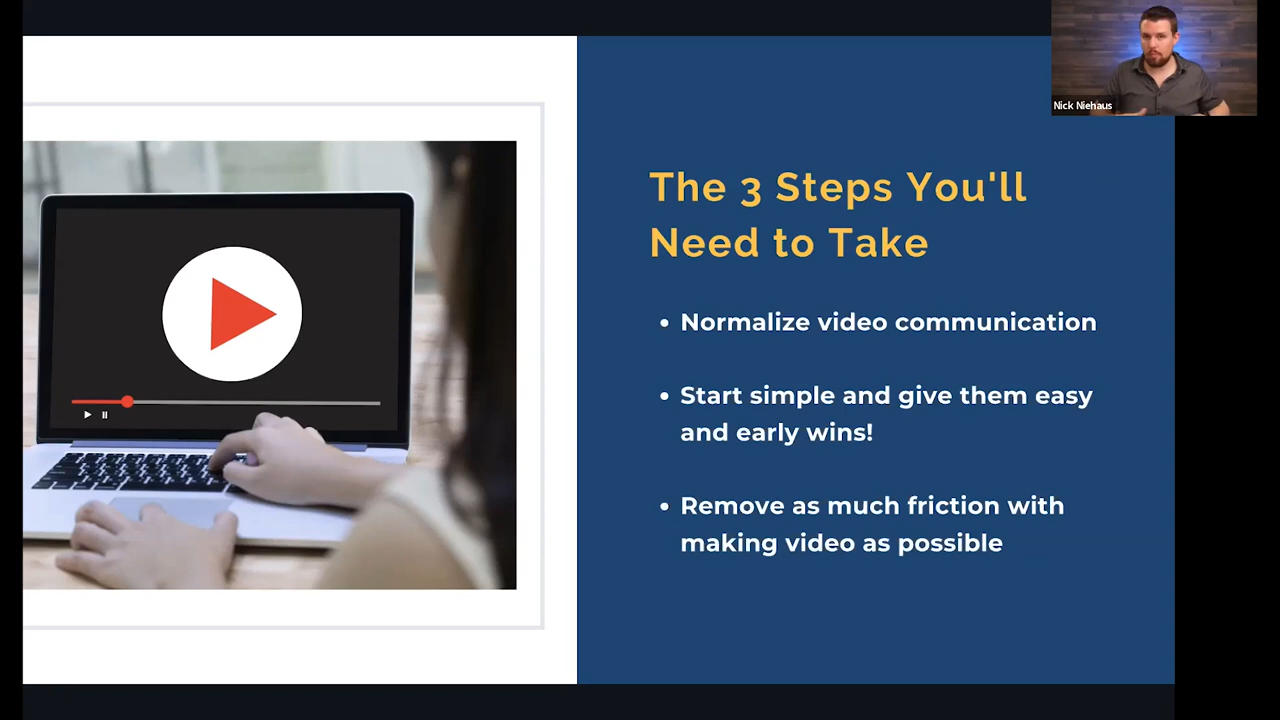 Nick Niehaus
The 3 Steps You'll
Need to Take
• Normalize video communication
• Start simple and give them easy
and early wins!
• Remove as much friction with
making video as possible